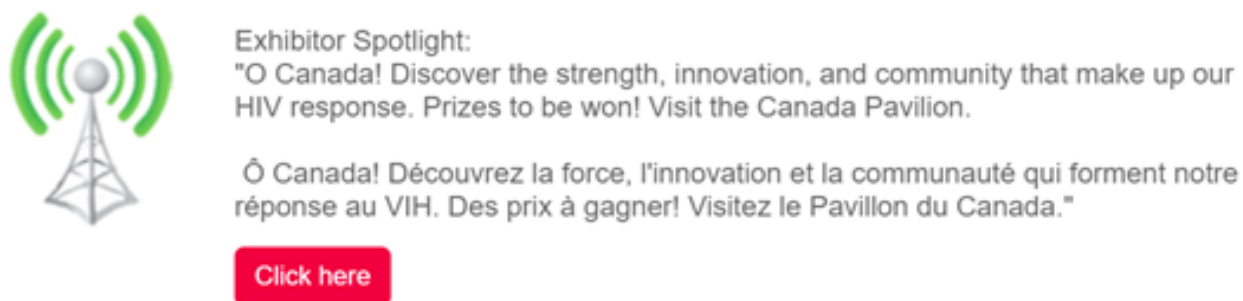 Exhibitor Spotlight:
"O Canada! Discover the strength, innovation, and community that make up our
HIV response. Prizes to be won! Visit the Canada Pavilion.
Ô Canada! Découvrez la force, l'innovation et la communauté qui forment notre
réponse au VIH. Des prix à gagner! Visitez le Pavillon du Canada."
Click here